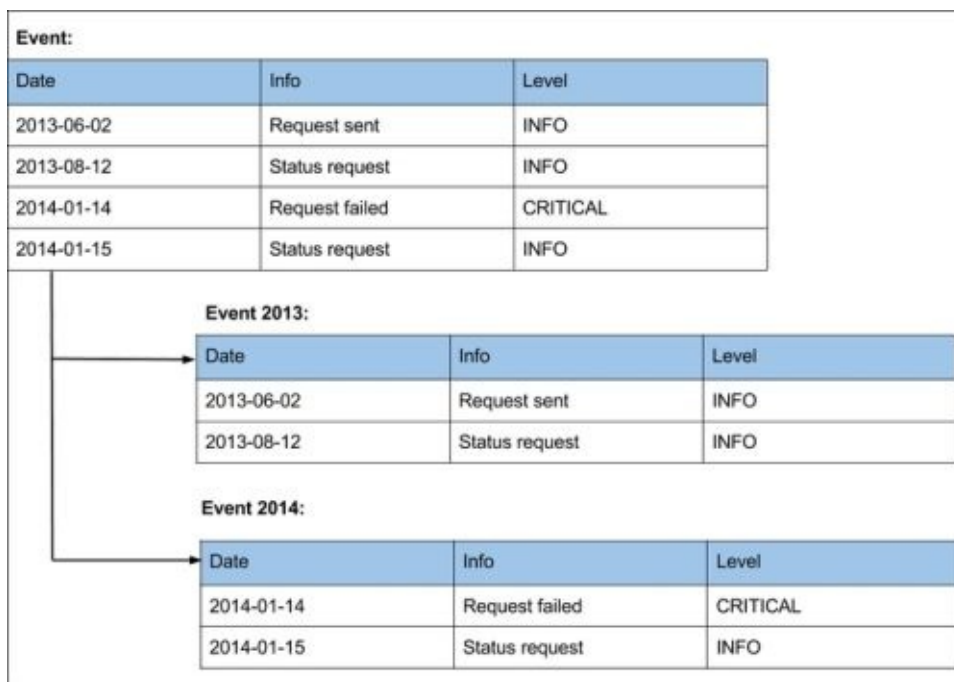 Event:
Date Info Level
2013-06-02 Request sent INFO
2013-08-12 Status request INFO
2014-01-14 Request failed CRITICAL
2014-01-15 Status request INFO
Event 2013:
Date Info Level
2013-06-02 Request sent INFO
2013-08-12 Status request INFO
Event 2014:
Date Info Level
2014-01-14 Request failed CRITICAL
2014-01-15 Status request INFO